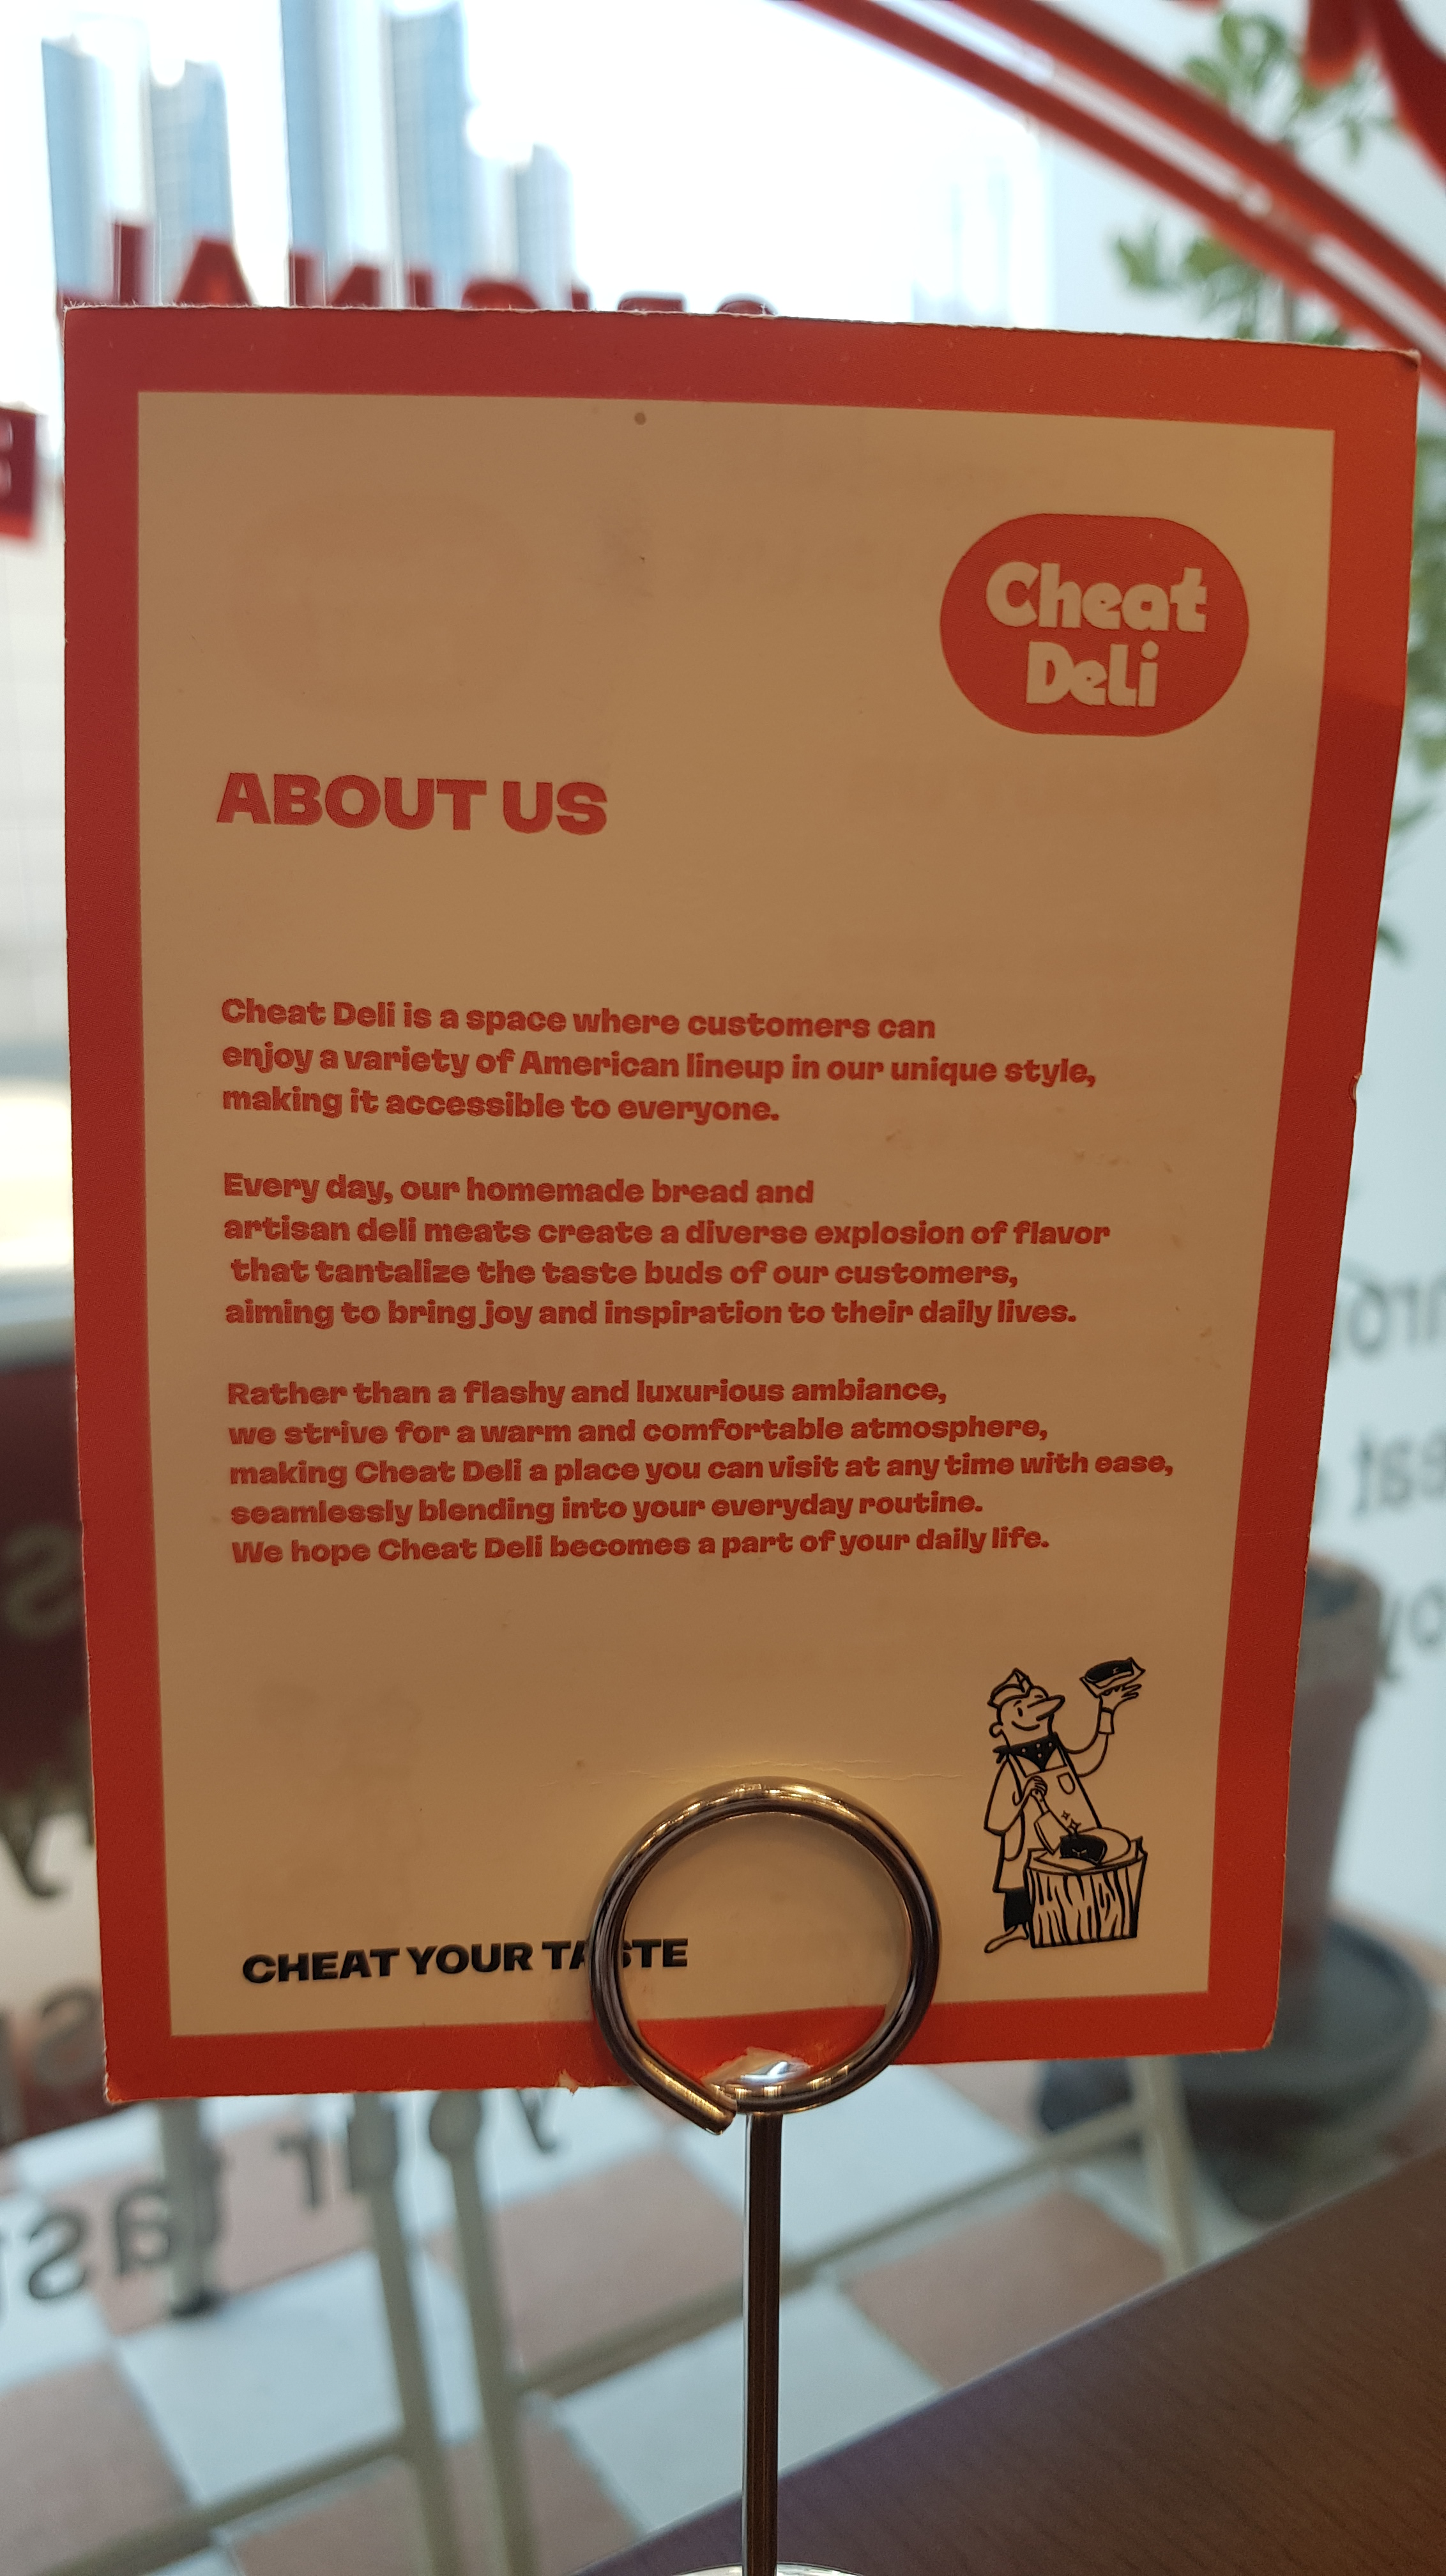 Cheat
Deli
ABOUT US
Cheat Deli is a space where customers can
enjoy a variety of American lineup in our unique style,
making it accessible to everyone.
Every day, our homemade bread and
artisan deli meats create a diverse explosion of flavor
that tantalize the taste buds of our customers,
aiming to bring joy and inspiration to their daily lives.
Rather than a flashy and luxurious ambiance,
we strive for a warm and comfortable atmosphere,
making Cheat Deli a place you can visit at any time with ease,
seamlessly blending into your everyday routine.
We hope Cheat Deli becomes a part of your daily life.
CHEAT YOUR TASTE